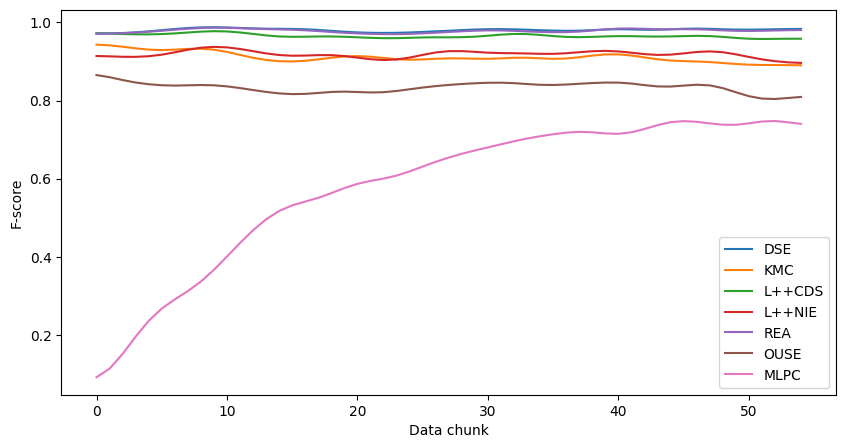 1.0
0.8
0.6
0.4
0.2
F-score
0
10
20
30
40
50
Data chunk
DSE
KMC
L++CDS
L++NIE
REA
OUSE
MLPC